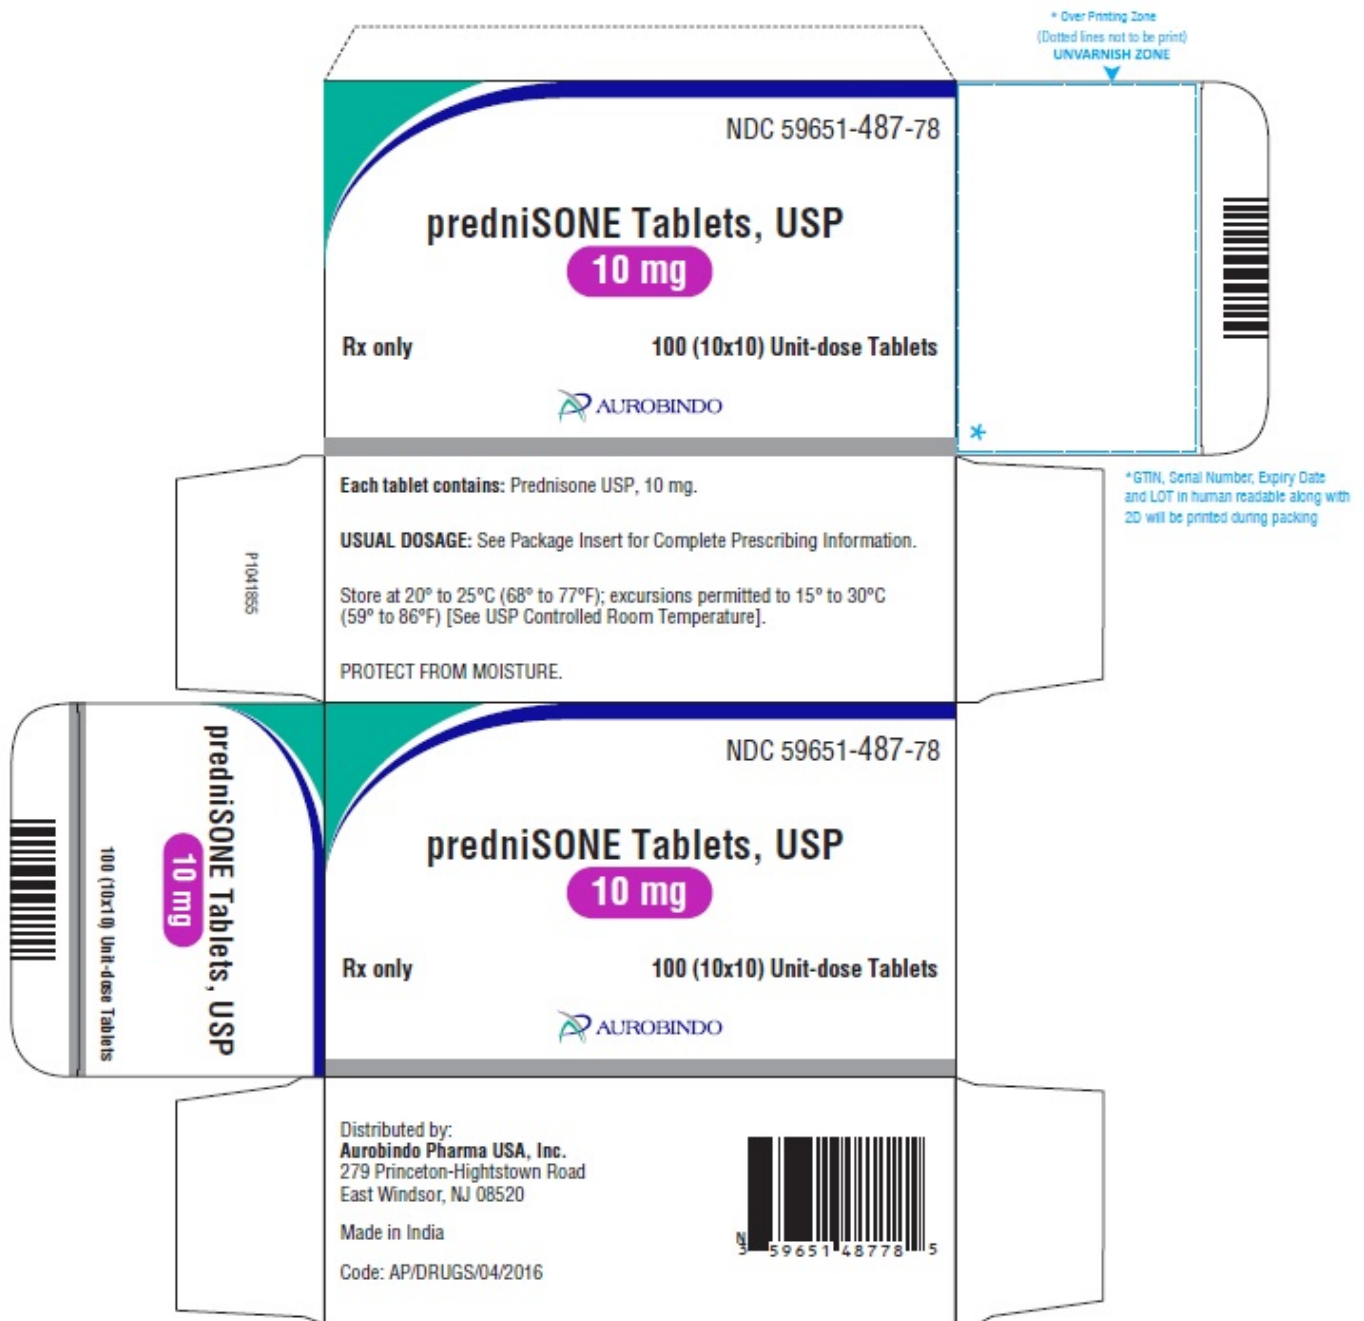 * Over Printing Zone
(Dotted lines not to be print)
UNVARNISH ZONE
NDC 59651-487-78
predniSONE Tablets, USP
10 mg
Rx only
100 (10x10) Unit-dose Tablets
AUROBINDO
*
*GTIN, Serial Number, Expiry Date
and LOT in human readable along with
2D will be printed during packing
Each tablet contains: Prednisone USP, 10 mg.
USUAL DOSAGE: See Package Insert for Complete Prescribing Information.
Store at 20° to 25°C (68° to 77°F); excursions permitted to 15° to 30°C
(59° to 86°F) [See USP Controlled Room Temperature].
PROTECT FROM MOISTURE.
P1041855
predniSONE Tablets, USP
10 mg
100 (10x10) Unit-dose Tablets
NDC 59651-487-78
predniSONE Tablets, USP
10 mg
Rx only
100 (10x10) Unit-dose Tablets
AUROBINDO
Distributed by:
Aurobindo Pharma USA, Inc.
279 Princeton-Hightstown Road
East Windsor, NJ 08520
Made in India
Code: AP/DRUGS/04/2016
N
3 59651 48778 5